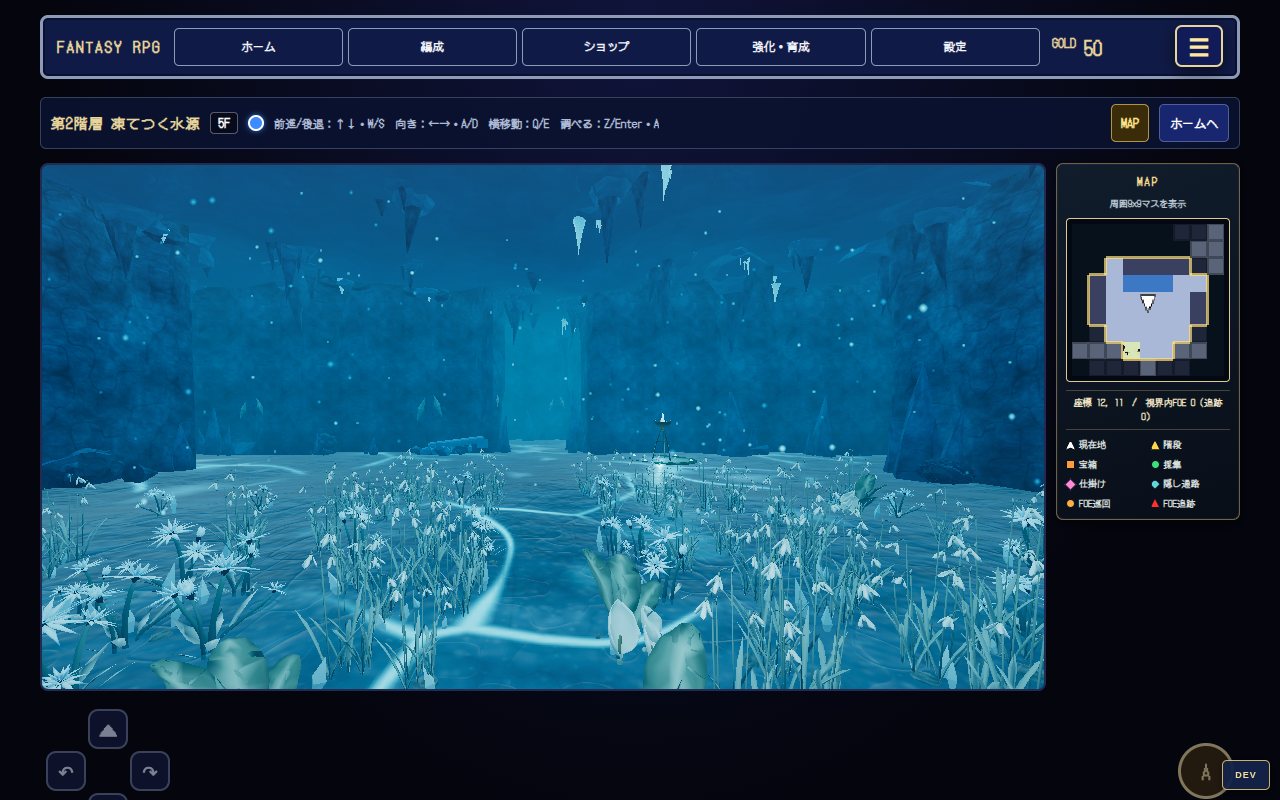 FANTASY RPG
ホーム
編成
ショップ
強化・育成
設定
GOLD 50
第2階層 凍てつく水源
5F
前進/後退：↑↓・W/S 向き：←→・A/D 横移動：Q/E 調べる：Z/Enter・A
MAP
ホームへ
MAP
周囲9x9マスを表示
座標 12, 11 / 視界内FOE 0（追跡
0）
現在地
階段
宝箱
採集
仕掛け
隠し通路
FOE巡回
FOE追跡
A
DEV